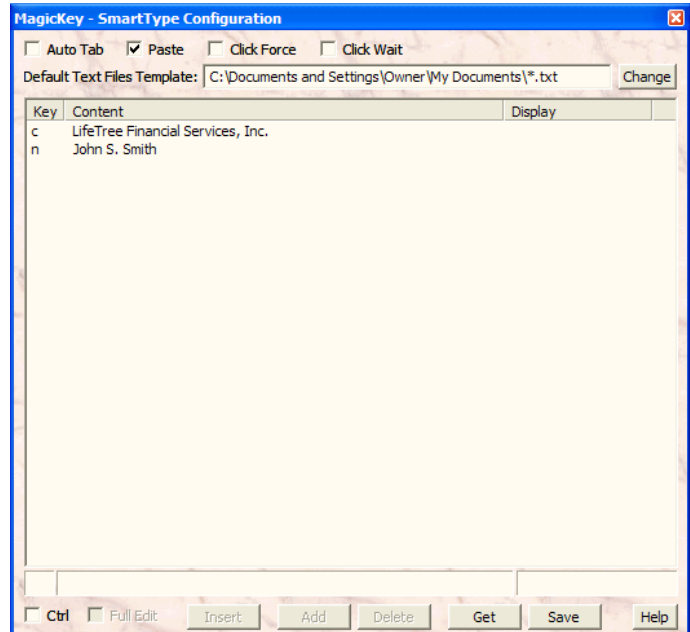 MagicKey - SmartType Configuration
Auto Tab Paste Click Force Click Wait
Default Text Files Template: C:\Documents and Settings\Owner\My Documents\*.txt Change
Key Content Display
c LifeTree Financial Services, Inc.
n John S. Smith
Ctrl Full Edit Insert Add Delete Get Save Help